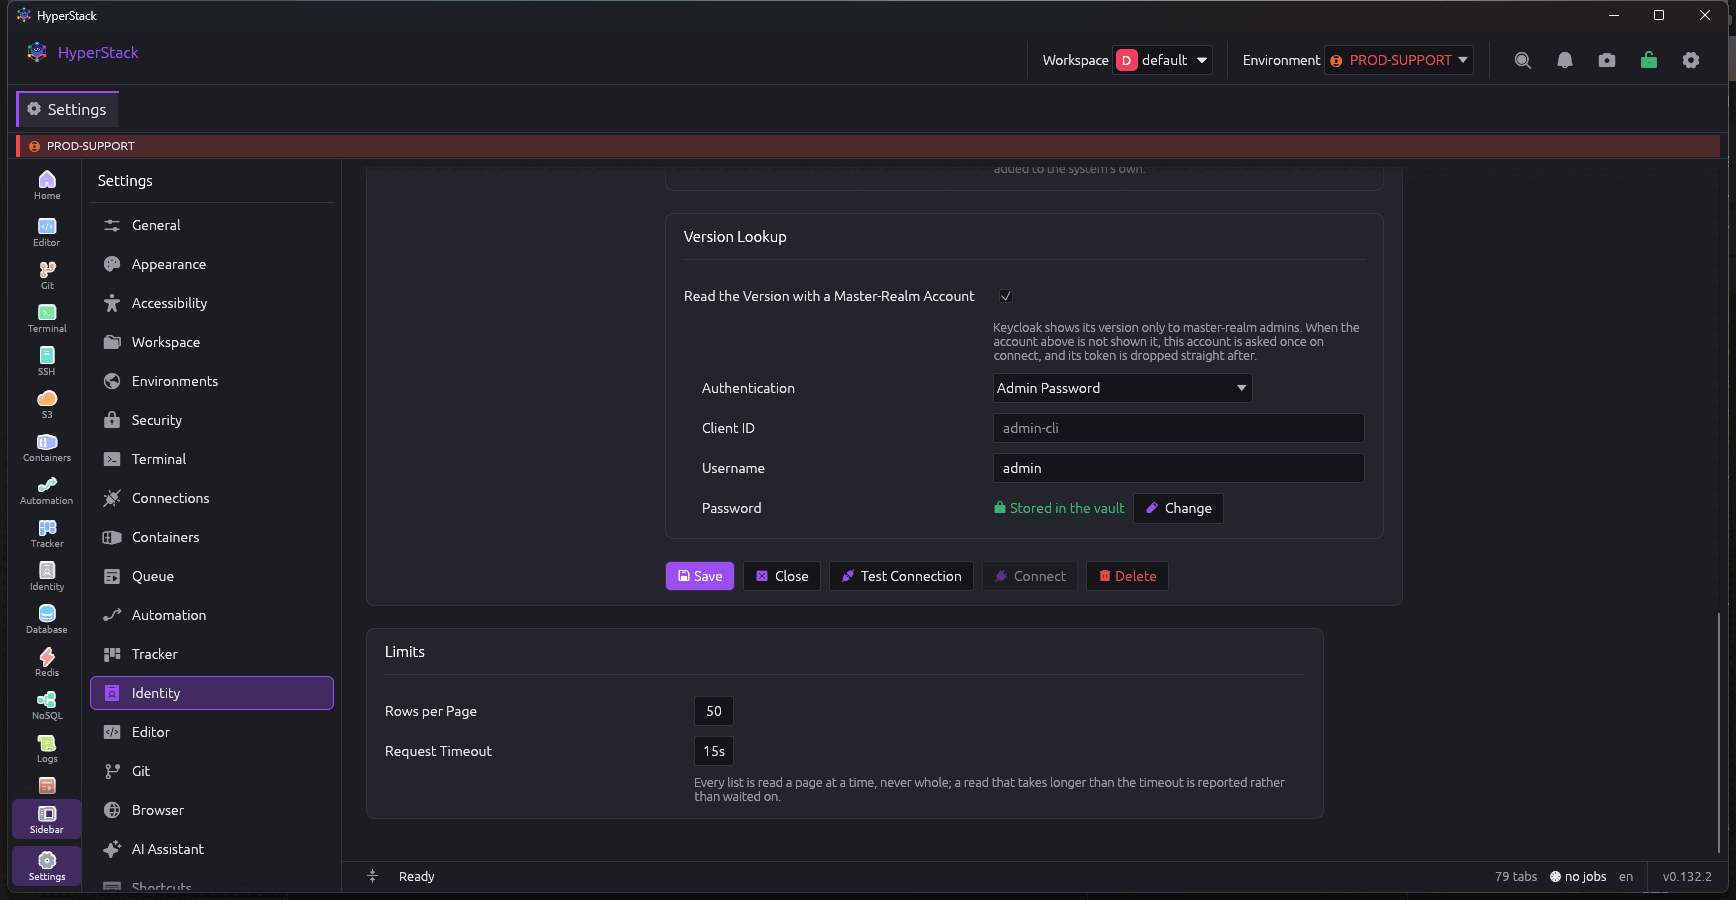 HyperStack
HyperStack
Workspace D default
Environment PROD-SUPPORT
Settings
PROD-SUPPORT
Home
Editor
Git
Terminal
SSH
S3
Containers
Automation
Tracker
Identity
Database
Redis
NoSQL
Logs
Sidebar
Settings
Settings
General
Appearance
Accessibility
Workspace
Environments
Security
Terminal
Connections
Containers
Queue
Automation
Tracker
Identity
Editor
Git
Browser
AI Assistant
Shortcuts
added to the system's own.
Version Lookup
Read the Version with a Master-Realm Account
Keycloak shows its version only to master-realm admins. When the
account above is not shown it, this account is asked once on
connect, and its token is dropped straight after.
Authentication Admin Password
Client ID admin-cli
Username admin
Password Stored in the vault Change
Save Close Test Connection Connect Delete
Limits
Rows per Page 50
Request Timeout 15s
Every list is read a page at a time, never whole; a read that takes longer than the timeout is reported rather
than waited on.
Ready
79 tabs no jobs en v0.132.2